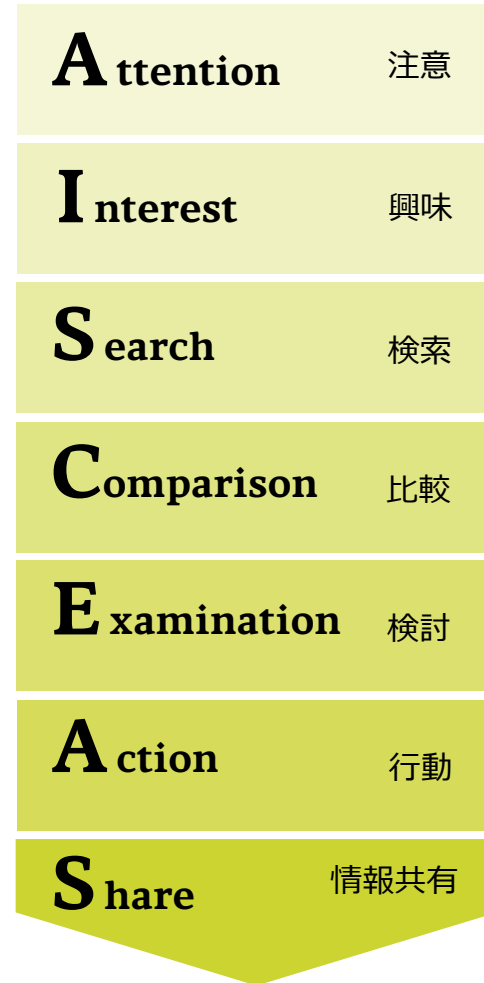 Attention 注意
Interest 興味
Search 検索
Comparison 比較
Examination 検討
Action 行動
Share 情報共有